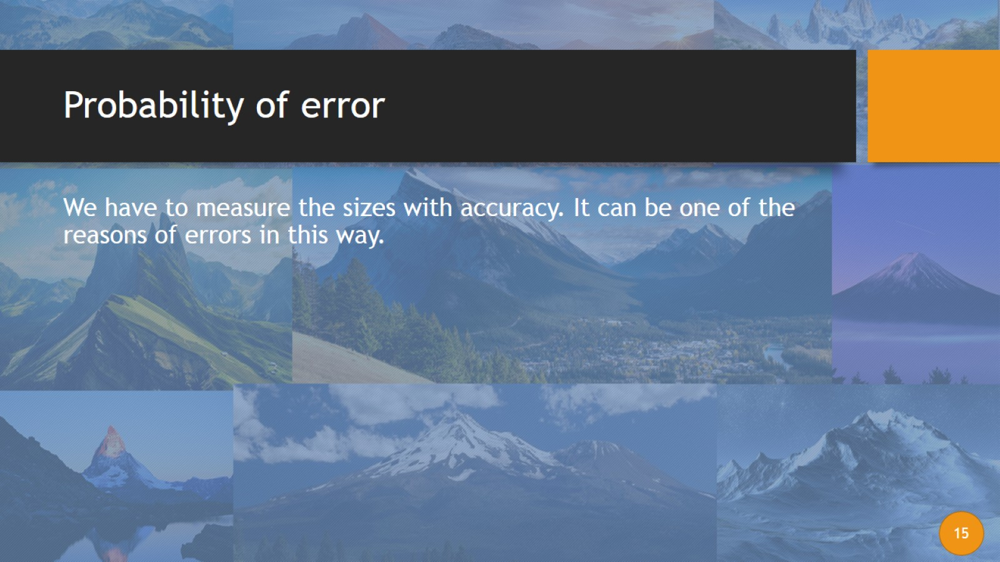 Probability of error
We have to measure the sizes with accuracy. It can be one of the
reasons of errors in this way.
15